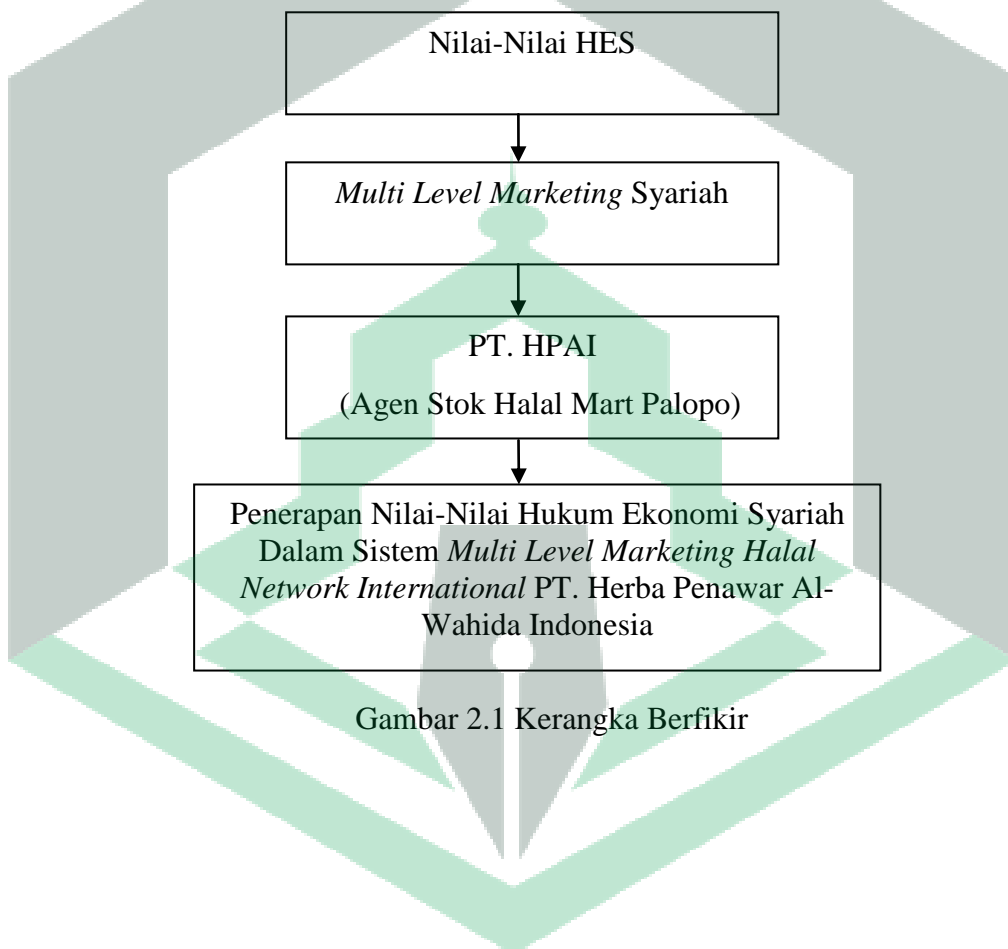 Nilai-Nilai HES
Multi Level Marketing Syariah
PT. HPAI
(Agen Stok Halal Mart Palopo)
Penerapan Nilai-Nilai Hukum Ekonomi Syariah
Dalam Sistem Multi Level Marketing Halal
Network International PT. Herba Penawar Al-
Wahida Indonesia
Gambar 2.1 Kerangka Berfikir